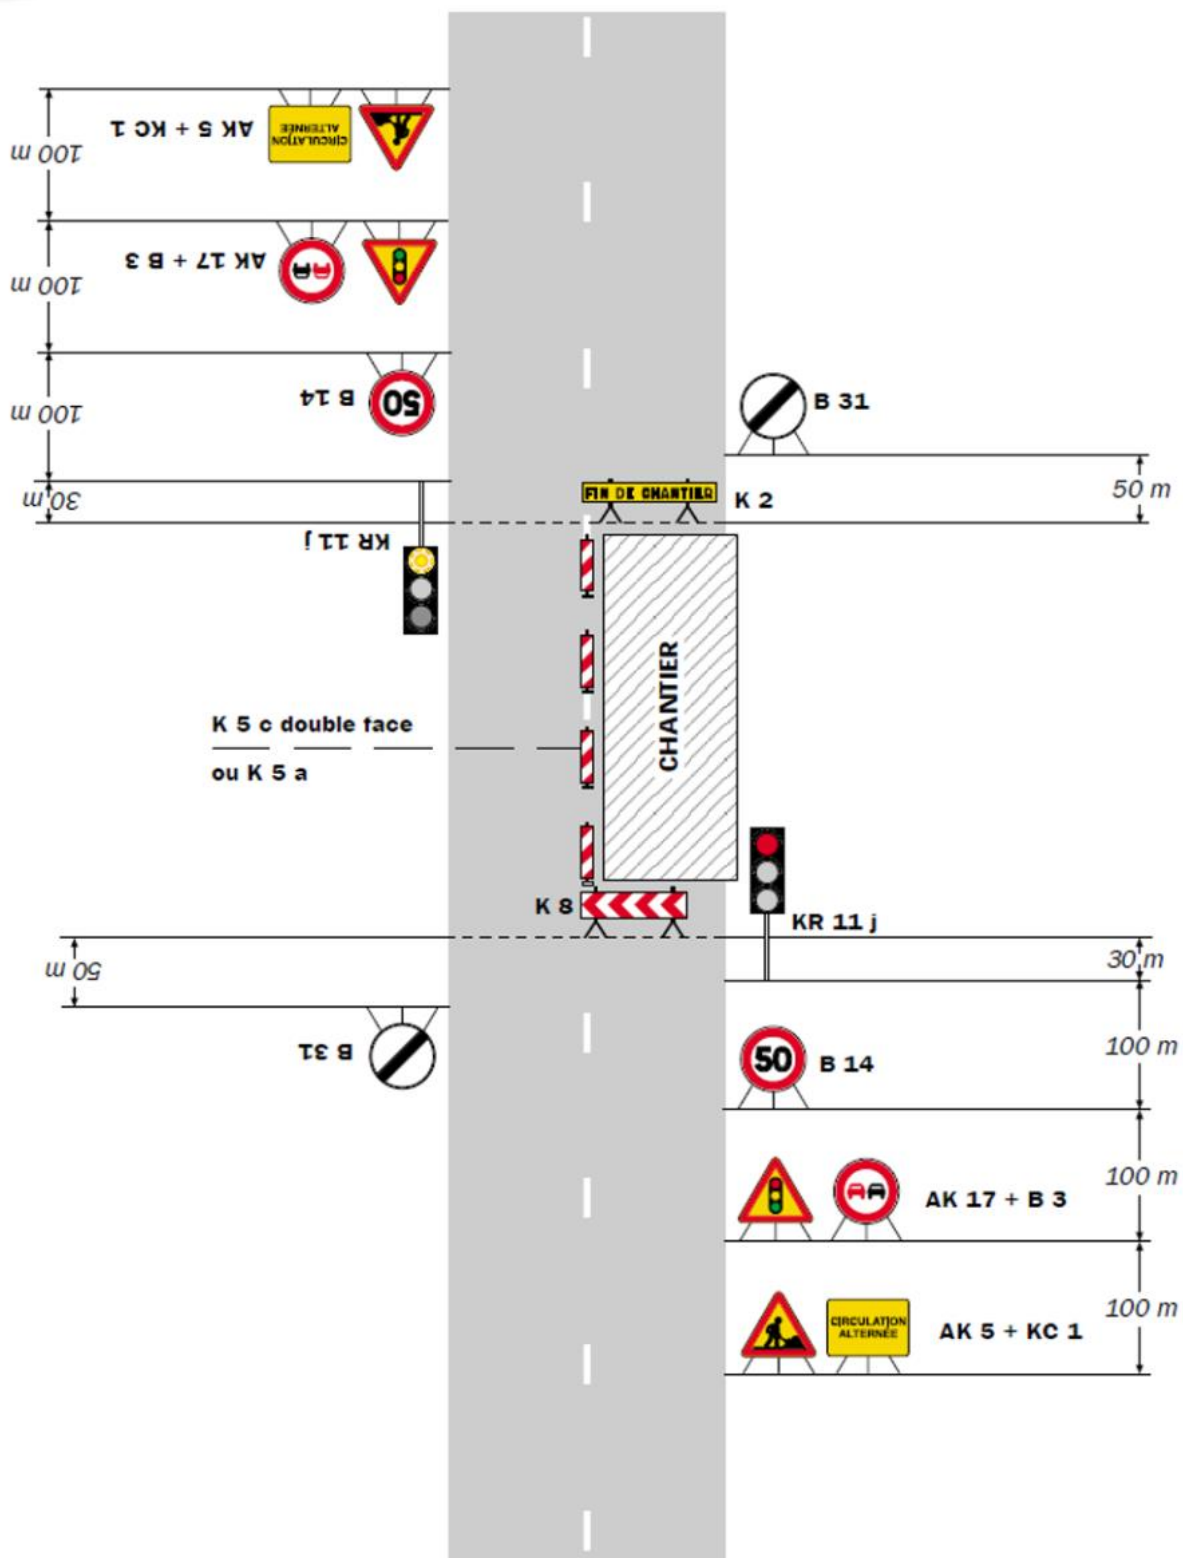 AK 5 + KC 1
CIRCULATION
ALTERNÉE
100 m
AK 17 + B 3
100 m
B 14
50
100 m
B 31
30 m
FIN DE CHANTIER
K 2
50 m
KR 11 j
K 5 c double face
ou K 5 a
CHANTIER
K 8
KR 11 j
50 m
30 m
B 31
50
B 14
100 m
AK 17 + B 3
100 m
CIRCULATION
ALTERNÉE
AK 5 + KC 1
100 m